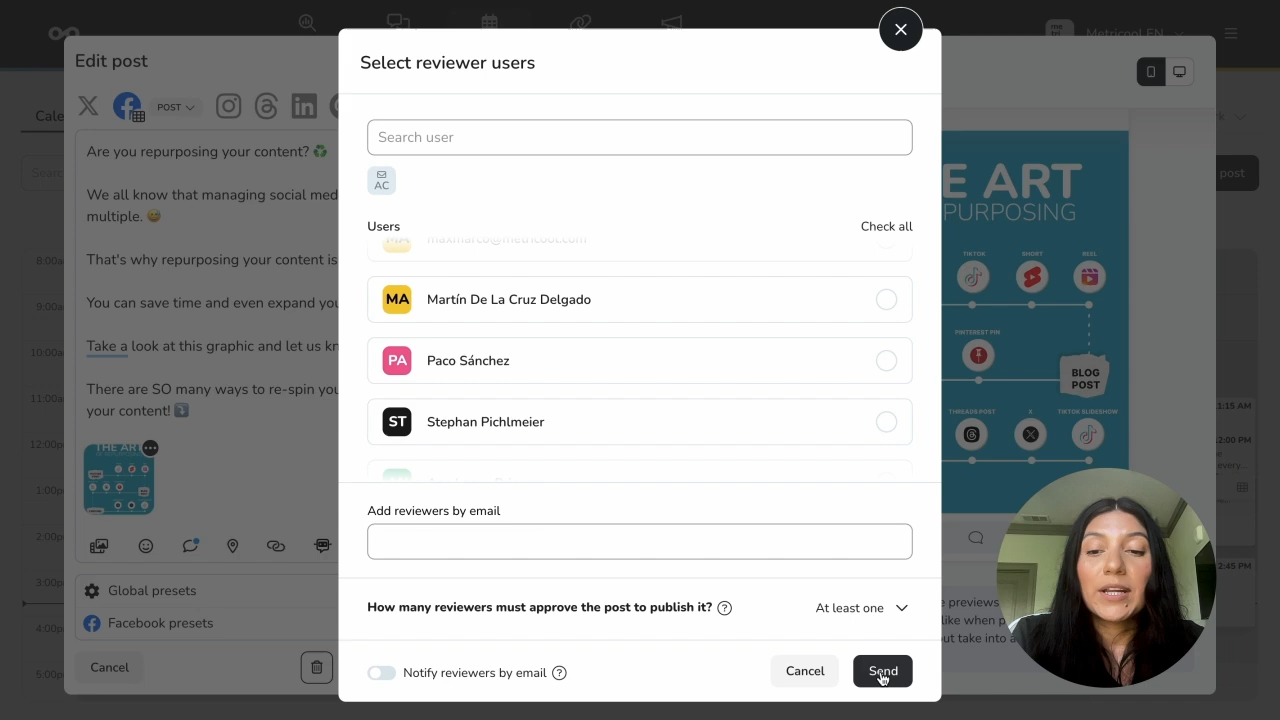 Metricool EN
Edit post
Select reviewer users
POST
Cale
Search user
AC
Users
Check all
maxmarco@metricool.com
MA
Martín De La Cruz Delgado
PA
Paco Sánchez
ST
Stephan Pichlmeier
Add reviewers by email
How many reviewers must approve the post to publish it?
?
At least one
Notify reviewers by email
?
Cancel
Send
Are you repurposing your content? ♻️
We all know that managing social med
multiple. 😅
That's why repurposing your content is
You can save time and even expand you
Take a look at this graphic and let us kn
There are SO many ways to re-spin you
your content! ⤵️
THE ART
Global presets
Facebook presets
Cancel
Searc
post
8:00a
9:00a
10:00a
11:00a
12:00p
1:00p
2:00p
3:00p
4:00p
5:00p
E ART
PURPOSING
TIKTOK
SHORT
REEL
PINTEREST PIN
BLOG
POST
THREADS POST
X
TIKTOK SLIDESHOW
11:15 AM
12:00 PM
every...
2:45 PM
e previews
like when p
out take into a